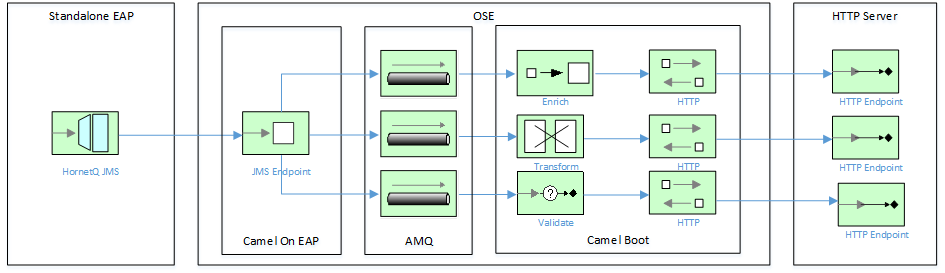 Standalone EAP
OSE
HTTP Server
HornetQ JMS
JMS Endpoint
Enrich
HTTP
HTTP Endpoint
Transform
HTTP
HTTP Endpoint
?
Validate
HTTP
HTTP Endpoint
Camel On EAP
AMQ
Camel Boot